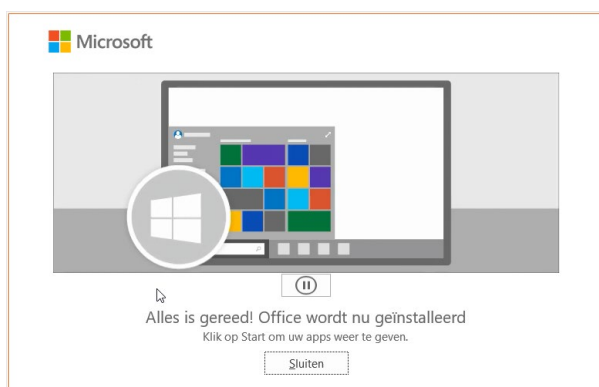 Microsoft
Alles is gereed! Office wordt nu geïnstalleerd
Klik op Start om uw apps weer te geven.
Sluiten